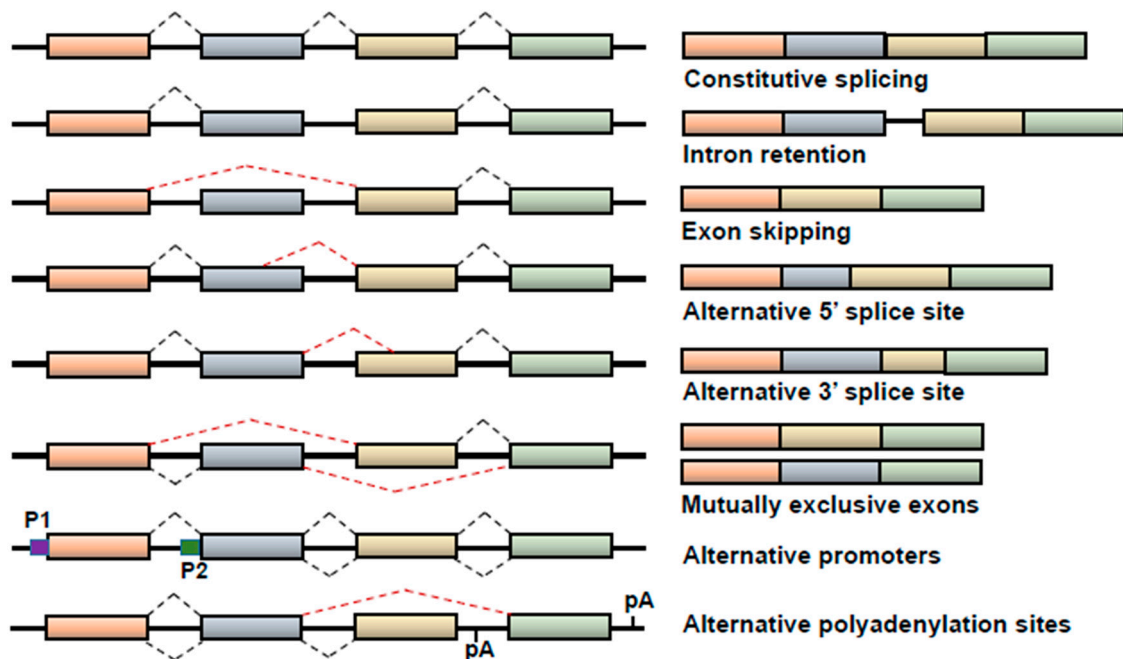 Constitutive splicing
Intron retention
Exon skipping
Alternative 5’ splice site
Alternative 3’ splice site
Mutually exclusive exons
P1
P2
Alternative promoters
pA
pA
Alternative polyadenylation sites